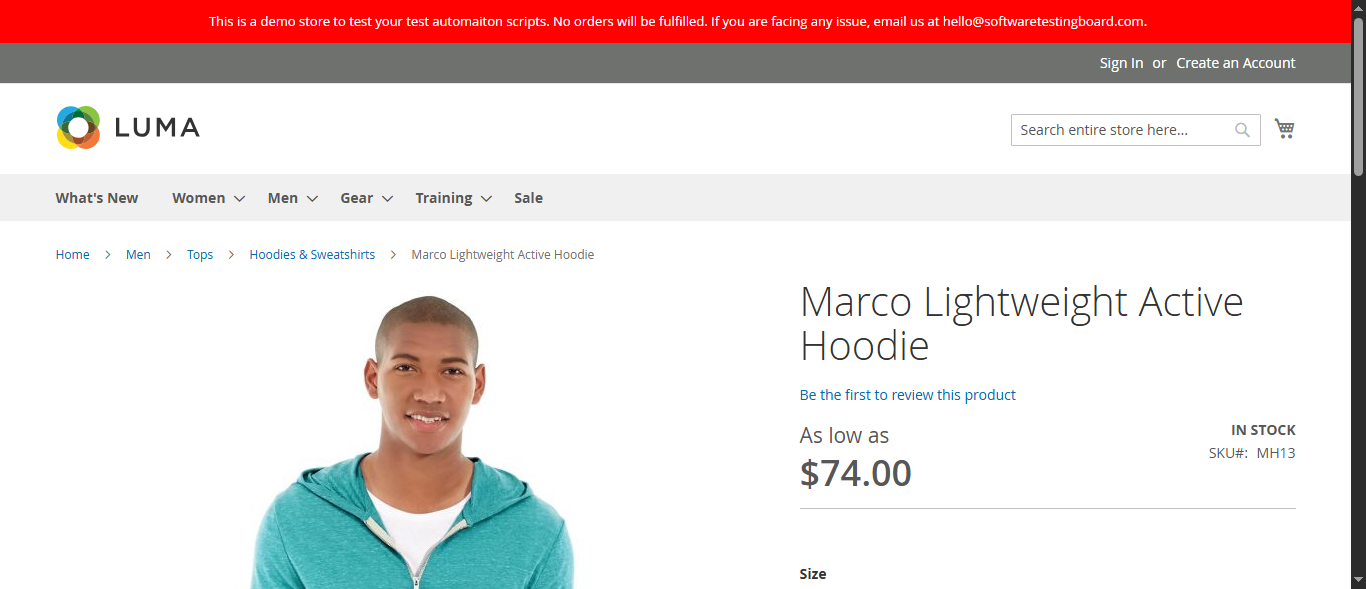 This is a demo store to test your test automaiton scripts. No orders will be fulfilled. If you are facing any issue, email us at hello@softwaretestingboard.com.
Sign In or Create an Account
LUMA
Search entire store here...
What's New Women Men Gear Training Sale
Home > Men > Tops > Hoodies & Sweatshirts > Marco Lightweight Active Hoodie
Marco Lightweight Active
Hoodie
Be the first to review this product
As low as
$74.00
IN STOCK
SKU#: MH13
Size